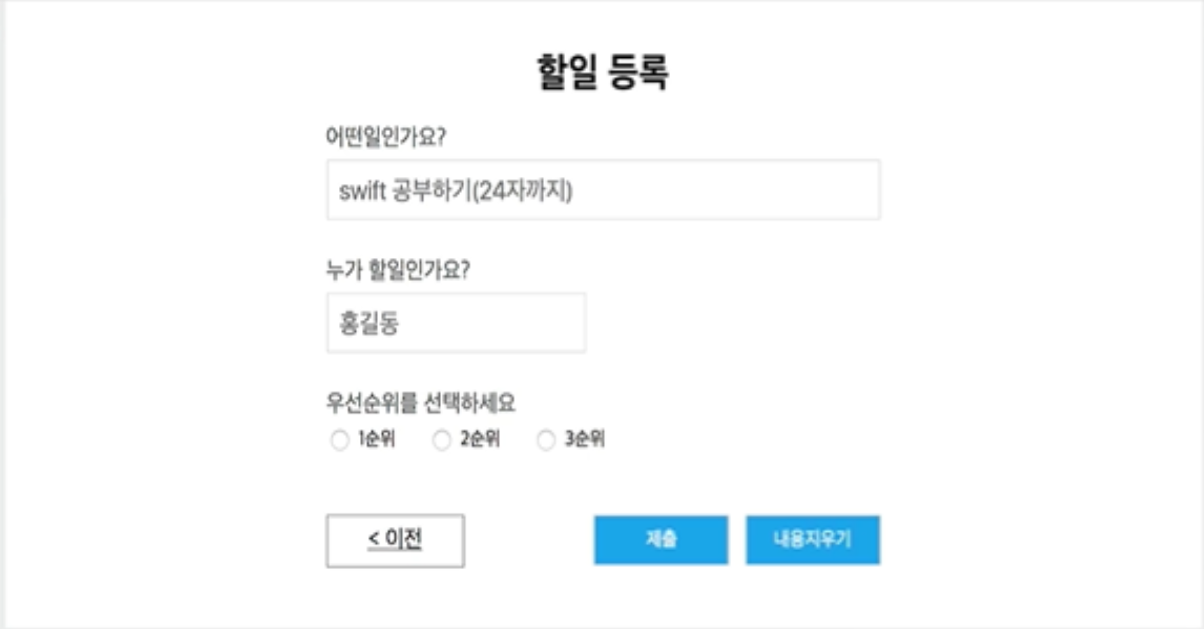 할일 등록
어떤일인가요?
swift 공부하기(24자까지)
누가 할일인가요?
홍길동
우선순위를 선택하세요
1순위 2순위 3순위
< 이전 제출 내용지우기